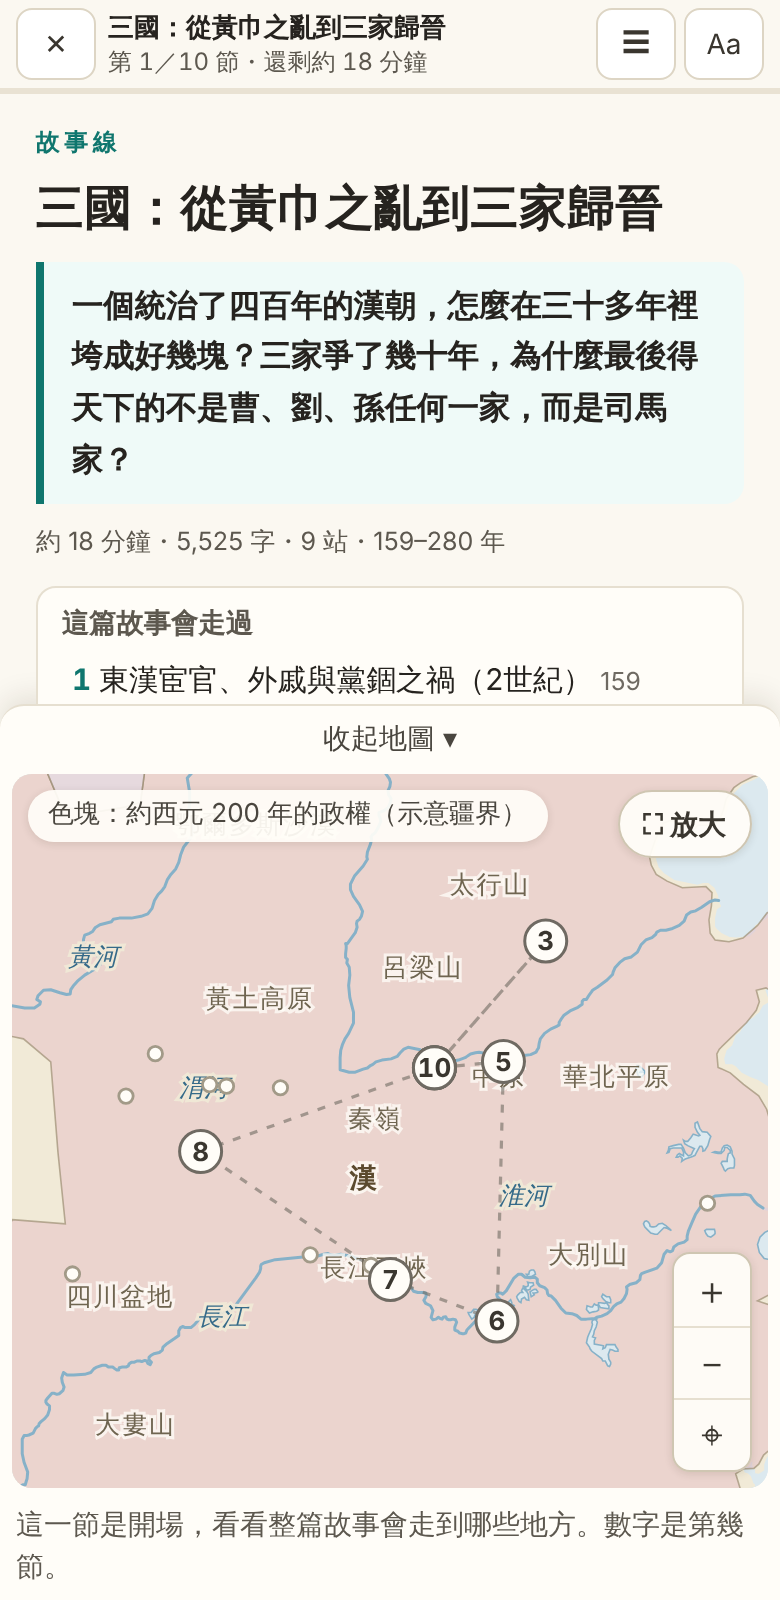 ×
三國：從黃巾之亂到三家歸晉
第 1／10 節・還剩約 18 分鐘
☰
Aa
故事線
三國：從黃巾之亂到三家歸晉
一個統治了四百年的漢朝，怎麼在三十多年裡
垮成好幾塊？三家爭了幾十年，為什麼最後得
天下的不是曹、劉、孫任何一家，而是司馬
家？
約 18 分鐘・5,525 字・9 站・159–280 年
這篇故事會走過
1 東漢宦官、外戚與黨錮之禍（2世紀） 159
收起地圖 ▾
色塊：約西元 200 年的政權（示意疆界）
放大
太行山
3
黃河
呂梁山
黃土高原
10
5
中原
華北平原
渭河
秦嶺
8
漢
淮河
大別山
長江
7
6
四川盆地
長江
+
−
大婁山
這一節是開場，看看整篇故事會走到哪些地方。數字是第幾
節。